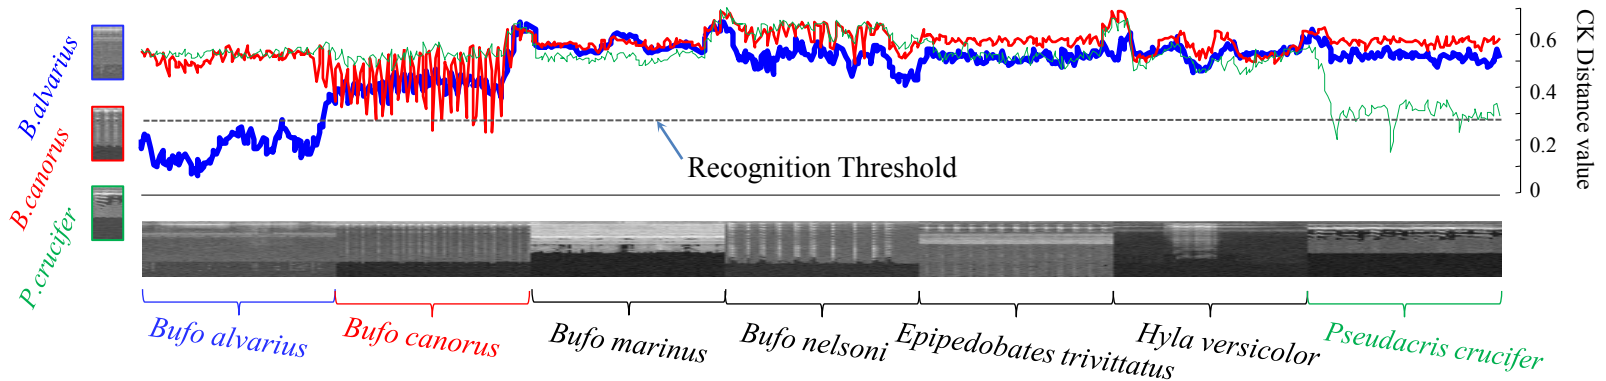 B.alvarius
B.canorus
P.crucifer
Recognition Threshold
0.6
0.4
0.2
0
CK Distance value
Bufo alvarius
Bufo canorus
Bufo marinus
Bufo nelsoni
Epipedobates trivittatus
Hyla versicolor
Pseudacris crucifer